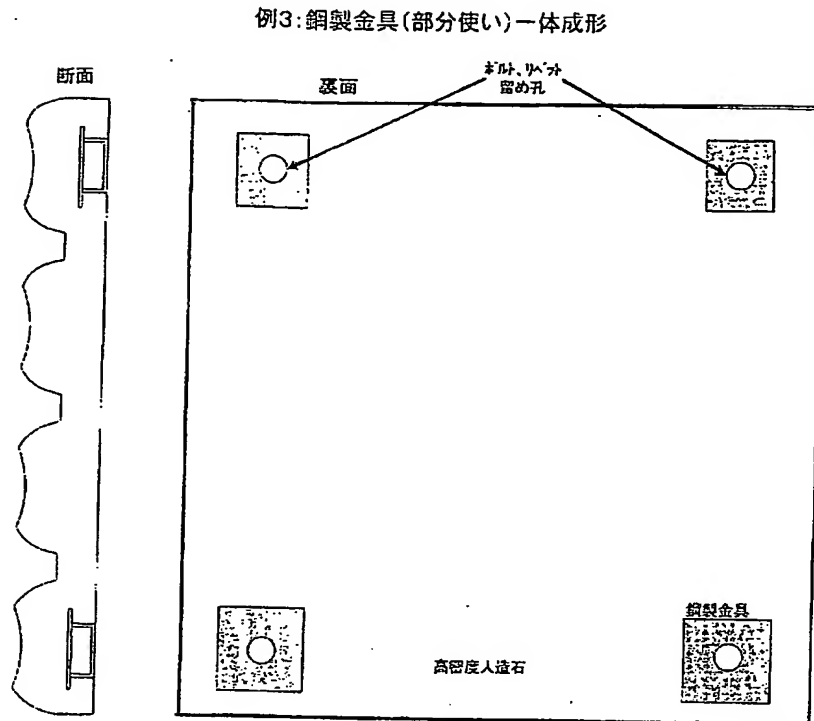 例3:鋼製金具(部分使い)一体成形
断面
裏面
ボルト、リベット
留め孔
鋼製金具
高密度人造石